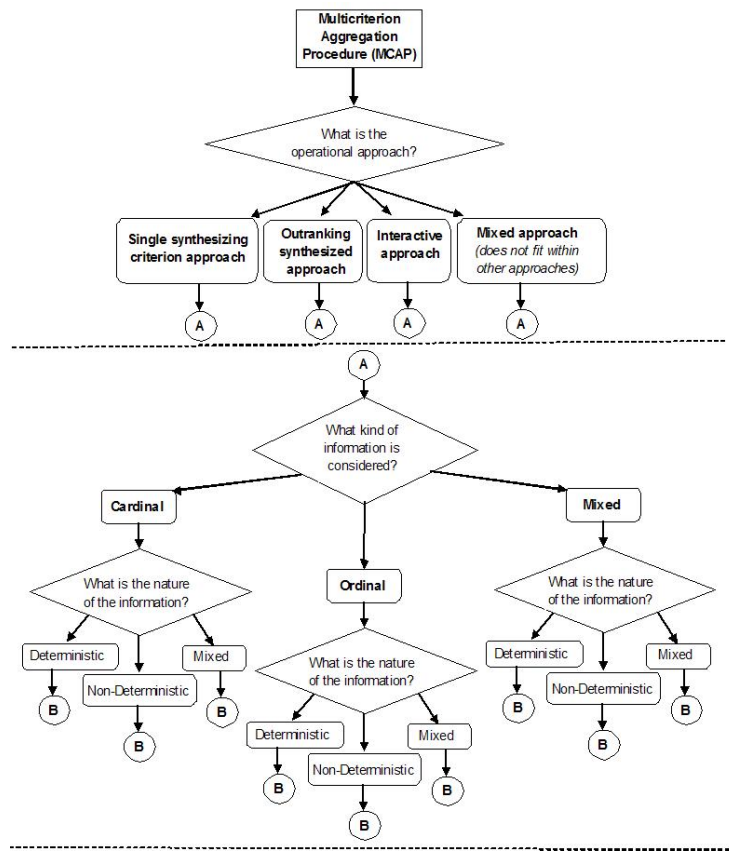 Multicriterion
Aggregation
Procedure (MCAP)
What is the
operational approach?
Single synthesizing
criterion approach
Outranking
synthesized
approach
Interactive
approach
Mixed approach
(does not fit within
other approaches)
A
A
A
A
A
What kind of
information is
considered?
Cardinal
Ordinal
Mixed
What is the nature
of the information?
Deterministic
Non-Deterministic
Mixed
B
B
B
What is the nature
of the information?
Deterministic
Non-Deterministic
Mixed
B
B
B
What is the nature
of the information?
Deterministic
Non-Deterministic
Mixed
B
B
B